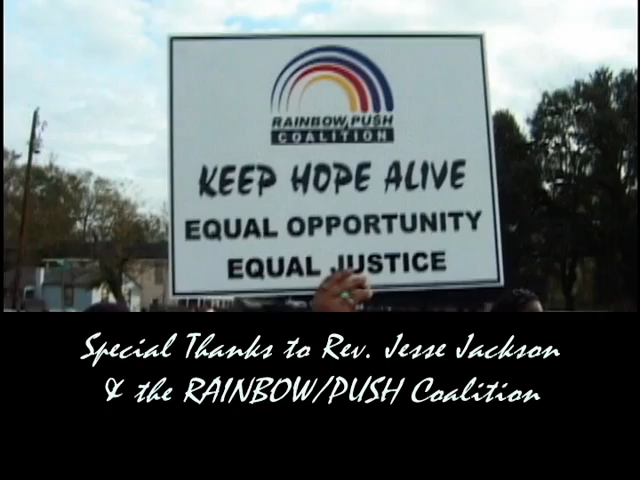 RAINBOW PUSH
COALITION
KEEP HOPE ALIVE
EQUAL OPPORTUNITY
EQUAL JUSTICE
Special Thanks to Rev. Jesse Jackson
& the RAINBOW/PUSH Coalition